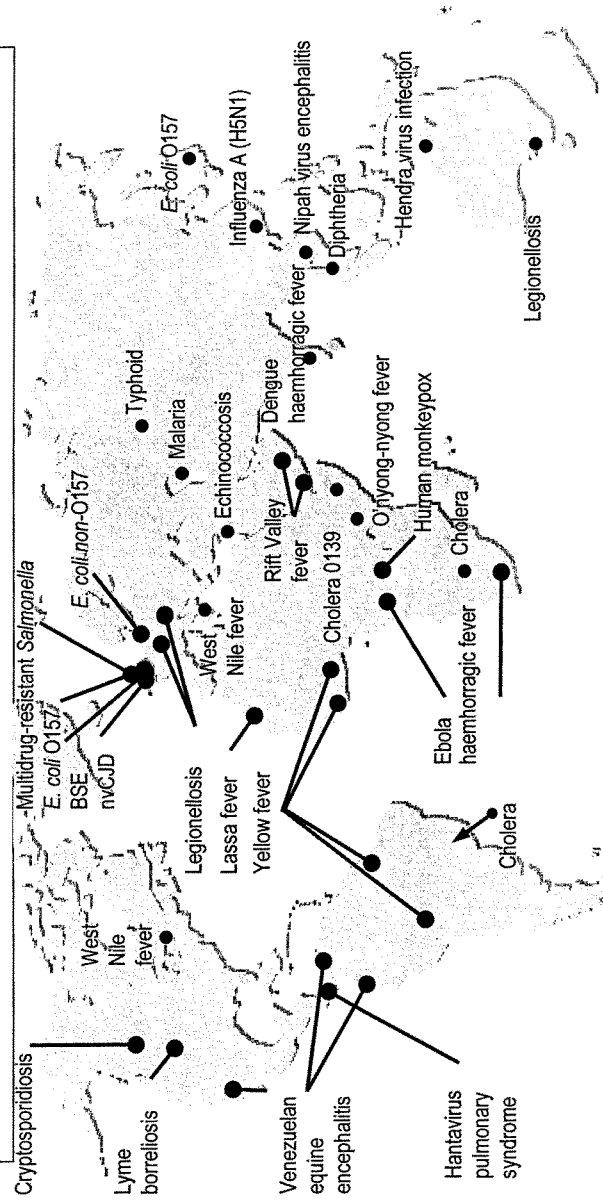 Cryptosporidiosis
Lyme
borreliosis
Venezuelan
equine
encephalitis
Hantavirus
pulmonary
syndrome
West
Nile
fever
Multidrug-resistant Salmonella
E. coli O157
BSE
nvCJD
E. coli non-O157
Legionellosis
Lassa fever
Yellow fever
Cholera
West
Nile fever
Echinococcosis
Malaria
Typhoid
Rift Valley
fever
Cholera 0139
Ebola
haemhorragic fever
Dengue
haemhorragic fever
O'nyong-nyong fever
Human monkeypox
Cholera
E. coli O157
Influenza A (H5N1)
Nipah virus encephalitis
Diphtheria
Hendra virus infection
Legionellosis